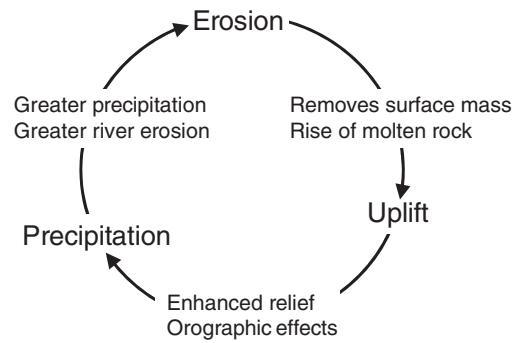 Erosion
Greater precipitation
Greater river erosion
Removes surface mass
Rise of molten rock
Uplift
Precipitation
Enhanced relief
Orographic effects